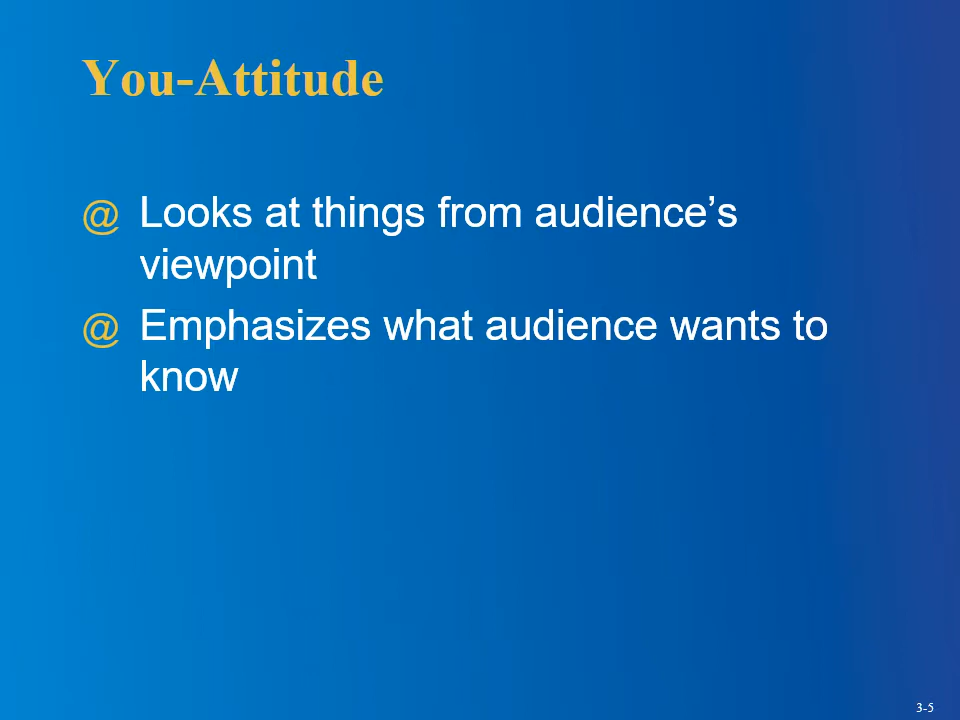 You-Attitude
@ Looks at things from audience’s
viewpoint
@ Emphasizes what audience wants to
know
3-5